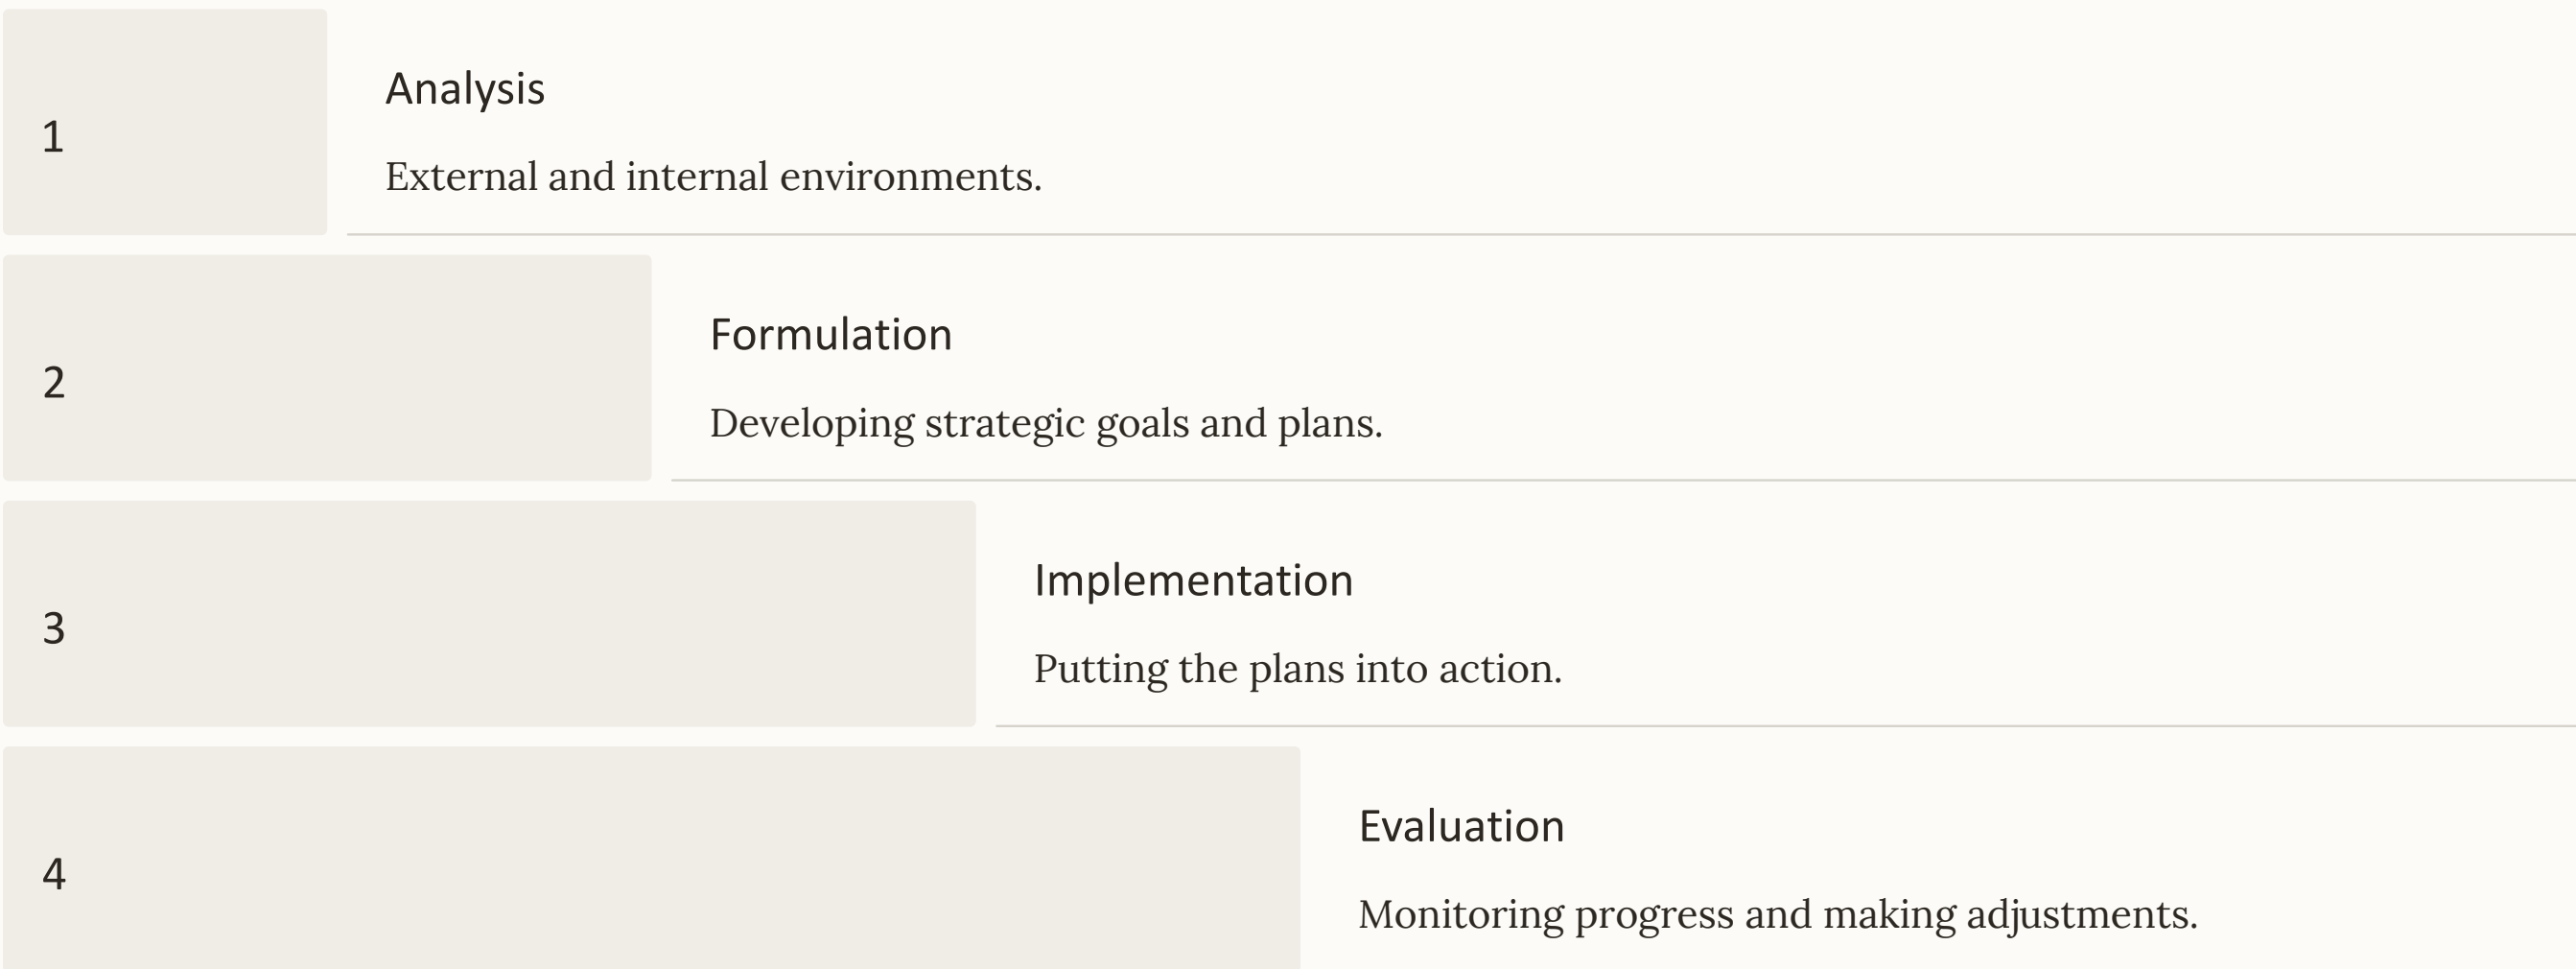 1
Analysis
External and internal environments.
2
Formulation
Developing strategic goals and plans.
3
Implementation
Putting the plans into action.
4
Evaluation
Monitoring progress and making adjustments.